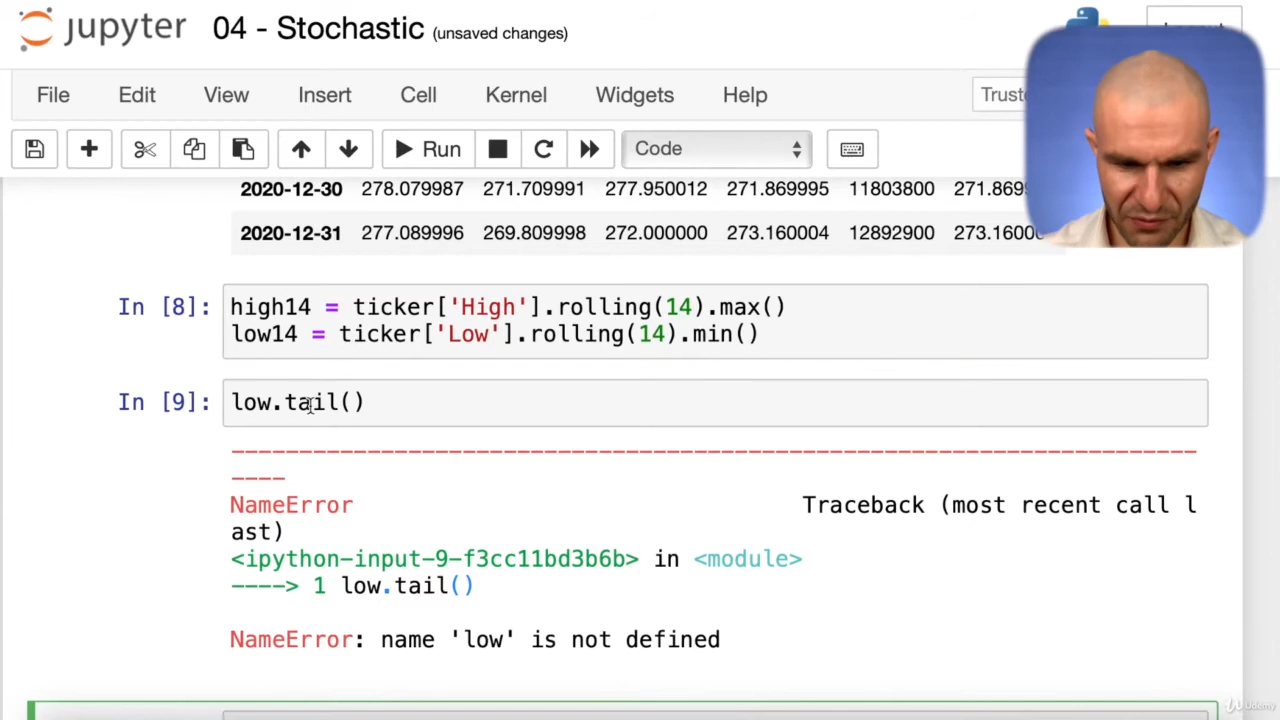 jupyter 04 - Stochastic (unsaved changes)
File Edit View Insert Cell Kernel Widgets Help
Run Code
2020-12-30 278.079987 271.709991 277.950012 271.869995 11803800
2020-12-31 277.089996 269.809998 272.000000 273.160004 12892900
In [8]: high14 = ticker['High'].rolling(14).max()
low14 = ticker['Low'].rolling(14).min()
In [9]: low.tail()
---------------------------------------------------------------------------
NameError Traceback (most recent call l
ast)
<ipython-input-9-f3cc11bd3b6b> in <module>
----> 1 low.tail()
NameError: name 'low' is not defined
Udemy